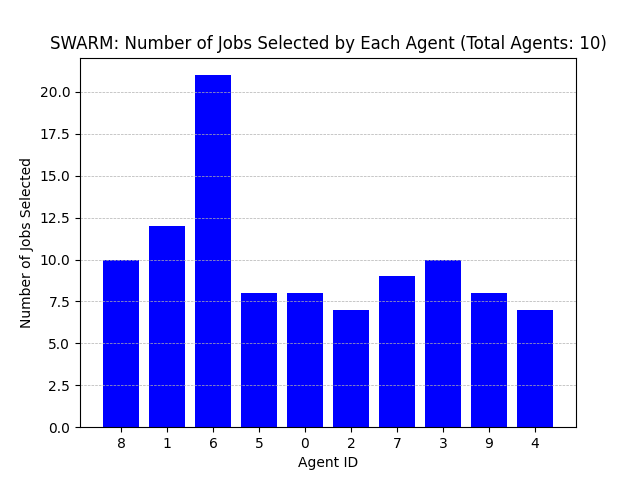 SWARM: Number of Jobs Selected by Each Agent (Total Agents: 10)
Number of Jobs Selected
20.0
17.5
15.0
12.5
10.0
7.5
5.0
2.5
0.0
8 1 6 5 0 2 7 3 9 4
Agent ID